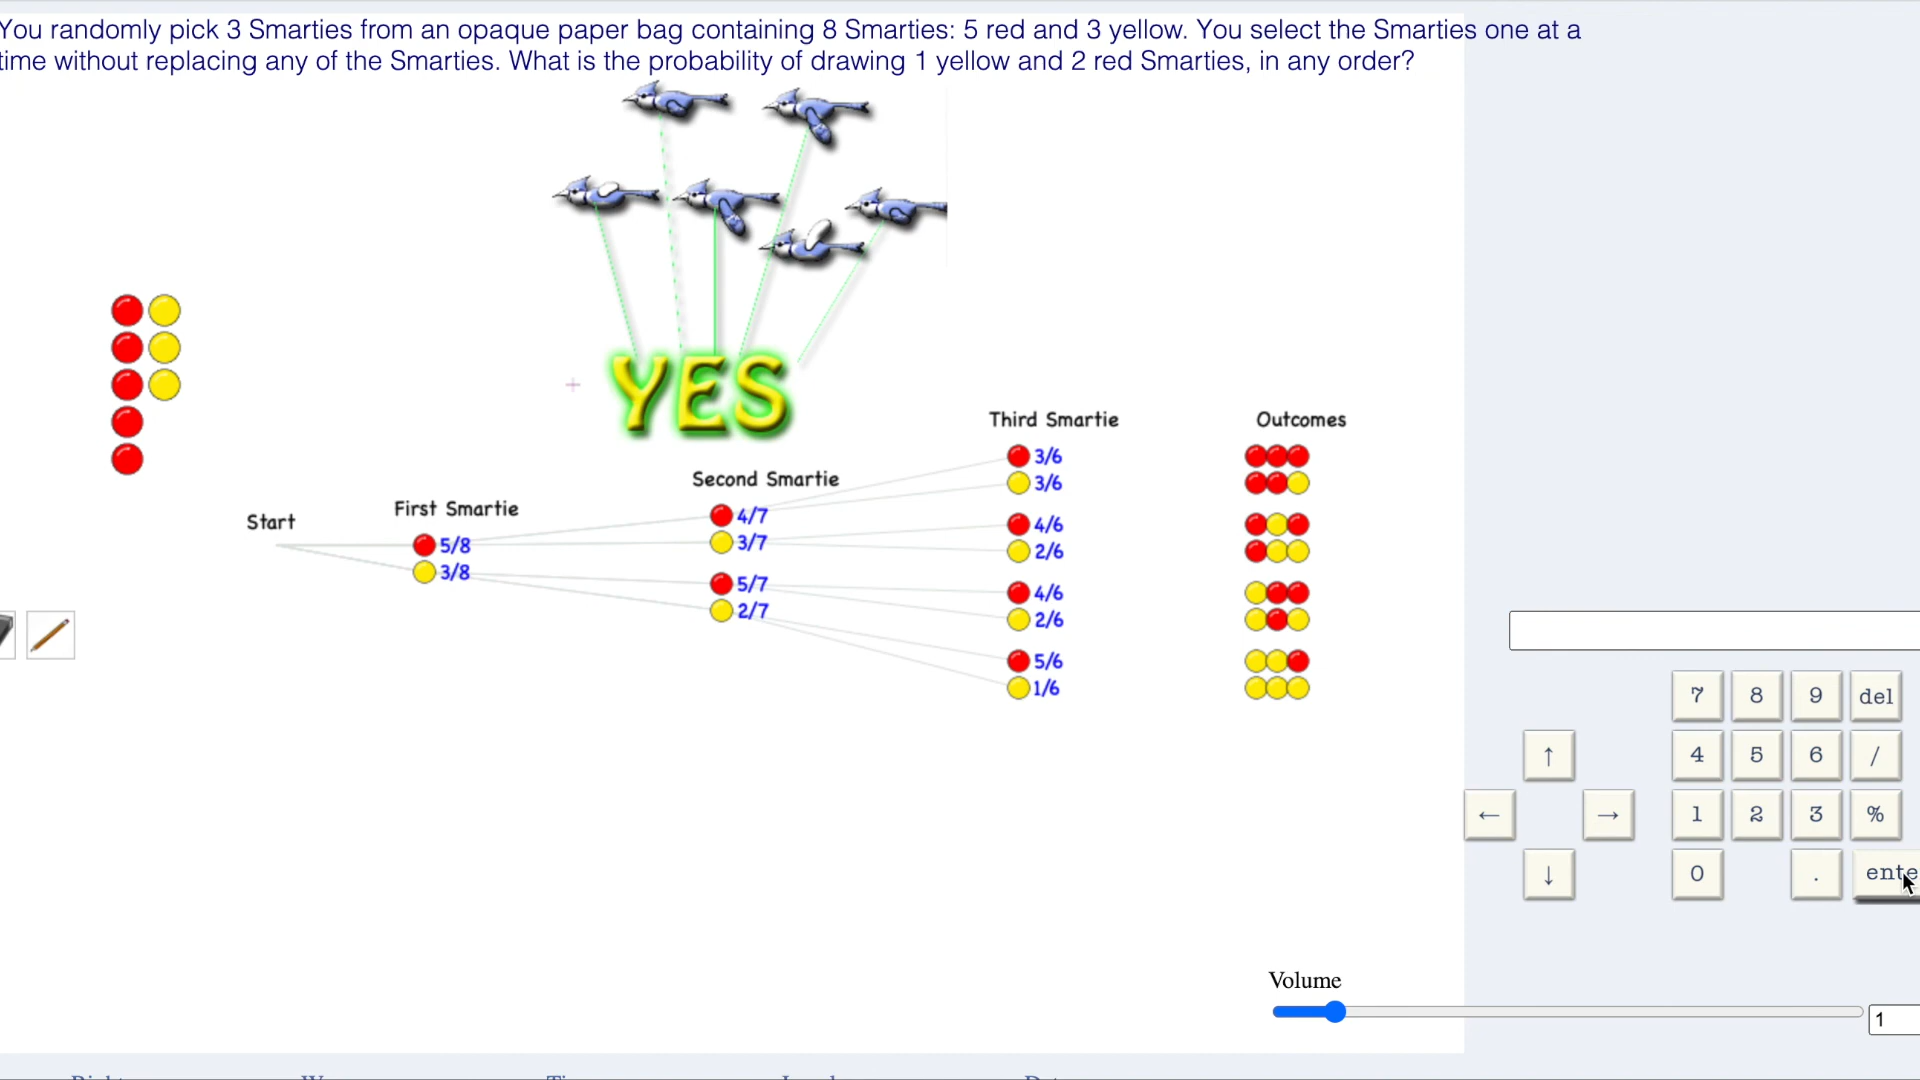 You randomly pick 3 Smarties from an opaque paper bag containing 8 Smarties: 5 red and 3 yellow. You select the Smarties one at a
time without replacing any of the Smarties. What is the probability of drawing 1 yellow and 2 red Smarties, in any order?
YES
Third Smartie
Outcomes
3/6
Second Smartie
3/6
First Smartie
4/7
Start
4/6
5/8
3/7
2/6
3/8
5/7
4/6
2/7
2/6
5/6
1/6
7 8 9 del
↑ 4 5 6 /
← → 1 2 3 %
↓ 0 .
Volume
1